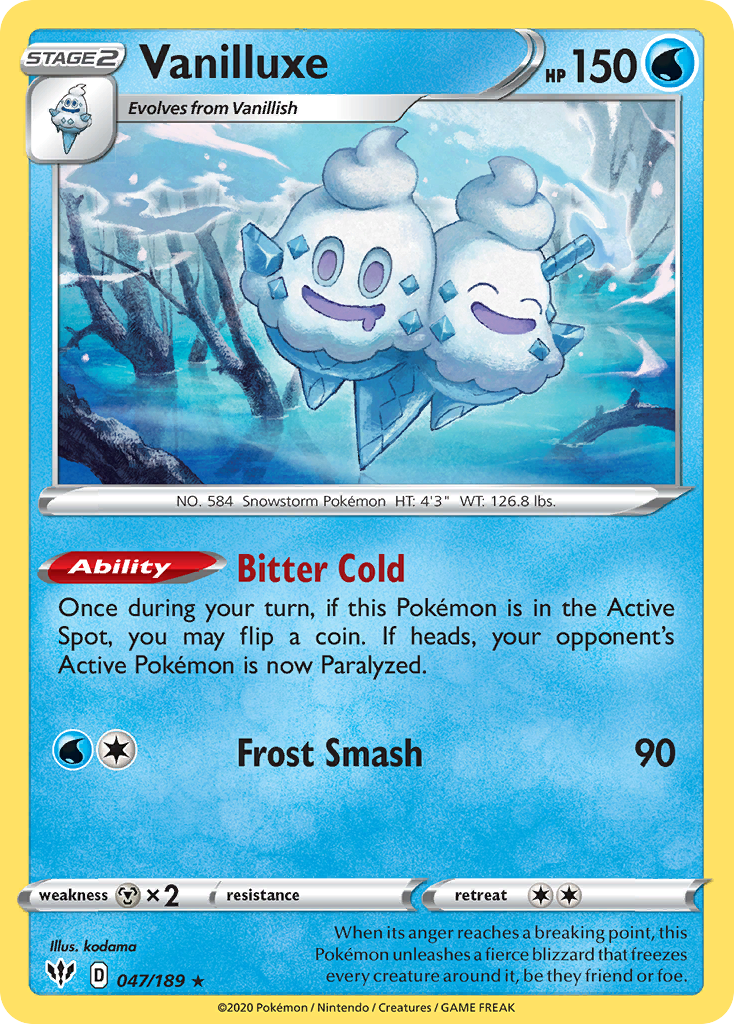 STAGE2
Vanilluxe
HP 150
Evolves from Vanillish
NO. 584 Snowstorm Pokémon HT: 4'3" WT: 126.8 lbs.
Ability Bitter Cold
Once during your turn, if this Pokémon is in the Active
Spot, you may flip a coin. If heads, your opponent's
Active Pokémon is now Paralyzed.
Frost Smash 90
weakness ×2 resistance retreat
Illus. kodama
When its anger reaches a breaking point, this
Pokémon unleashes a fierce blizzard that freezes
every creature around it, be they friend or foe.
D 047/189 ★
©2020 Pokémon / Nintendo / Creatures / GAME FREAK